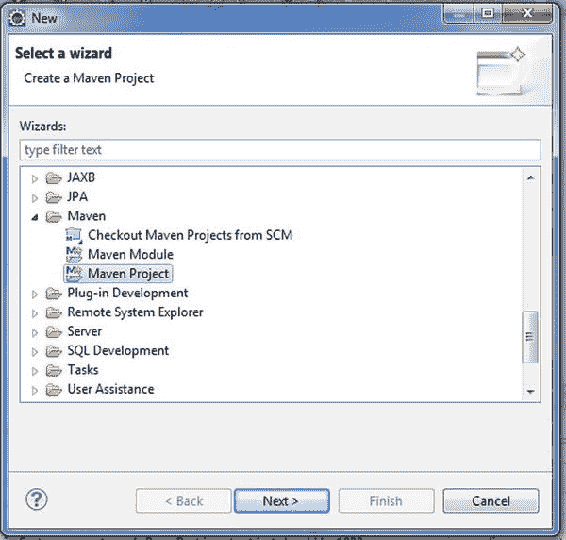 New
Select a wizard
Create a Maven Project
Wizards:
type filter text
JAXB
JPA
Maven
Checkout Maven Projects from SCM
Maven Module
Maven Project
Plug-in Development
Remote System Explorer
Server
SQL Development
Tasks
User Assistance
? < Back Next > Finish Cancel